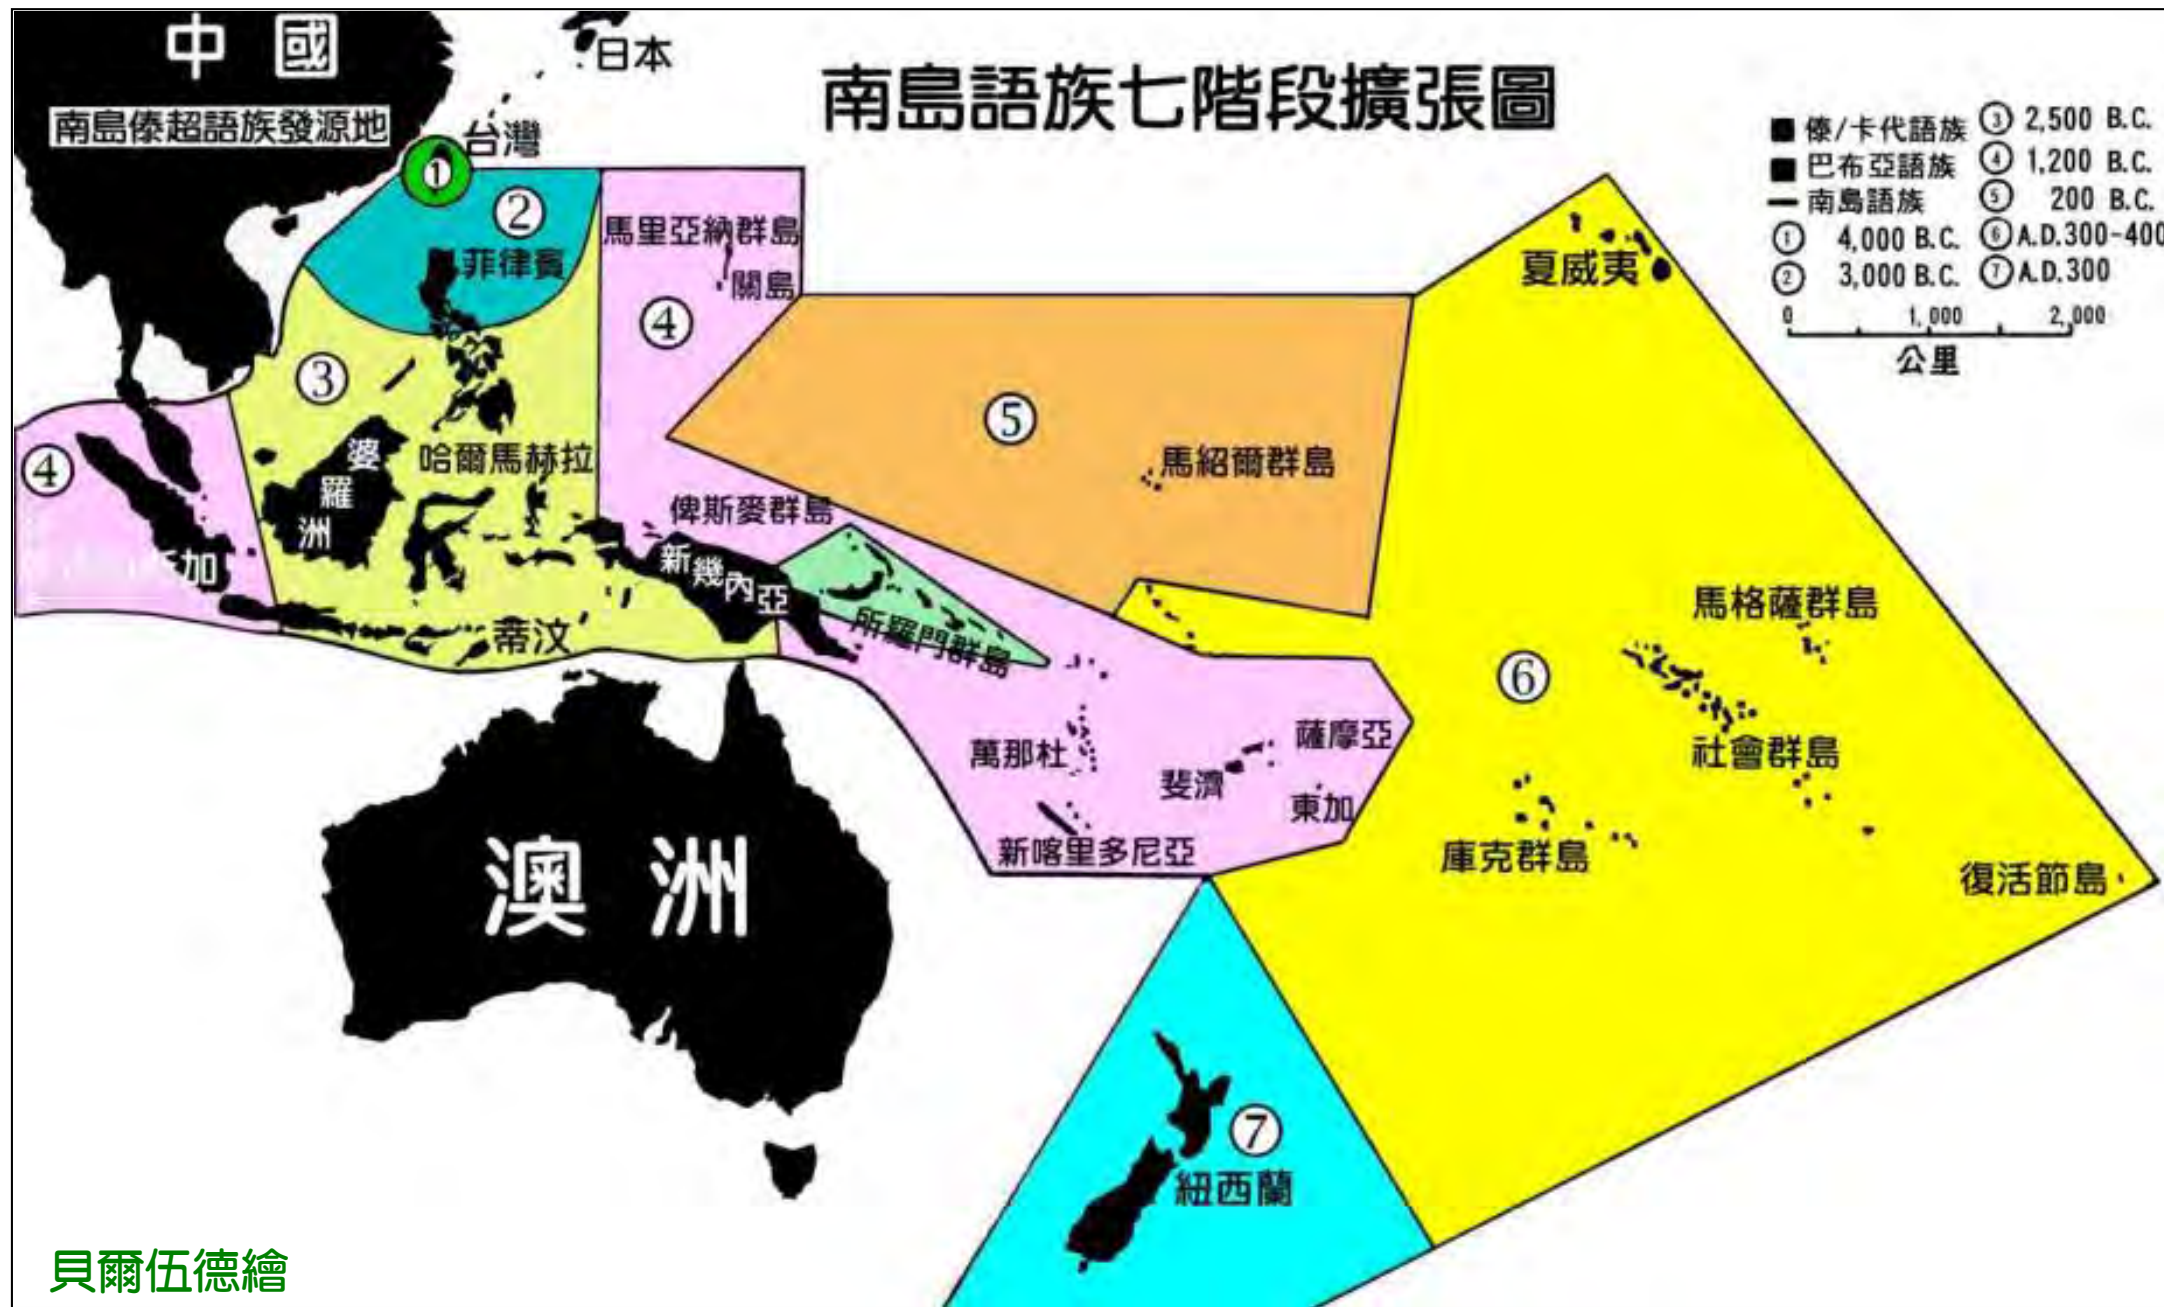 中國
日本
南島語族七階段擴張圖
南島傣超語族發源地
台灣
①
傣/卡代語族
巴布亞語族
南島語族
① 4,000 B.C.
② 3,000 B.C.
③ 2,500 B.C.
④ 1,200 B.C.
⑤ 200 B.C.
⑥ A.D.300-400
⑦ A.D.300
0 1,000 2,000
公里
②
菲律賓
馬里亞納群島
關島
④
夏威夷
③
⑤
婆羅洲
哈爾馬赫拉
馬紹爾群島
④
俾斯麥群島
加
新幾內亞
蒂汶
所羅門群島
⑥
馬格薩群島
萬那杜
斐濟
薩摩亞
東加
社會群島
新喀里多尼亞
庫克群島
復活節島
澳洲
⑦
紐西蘭
貝爾伍德繪